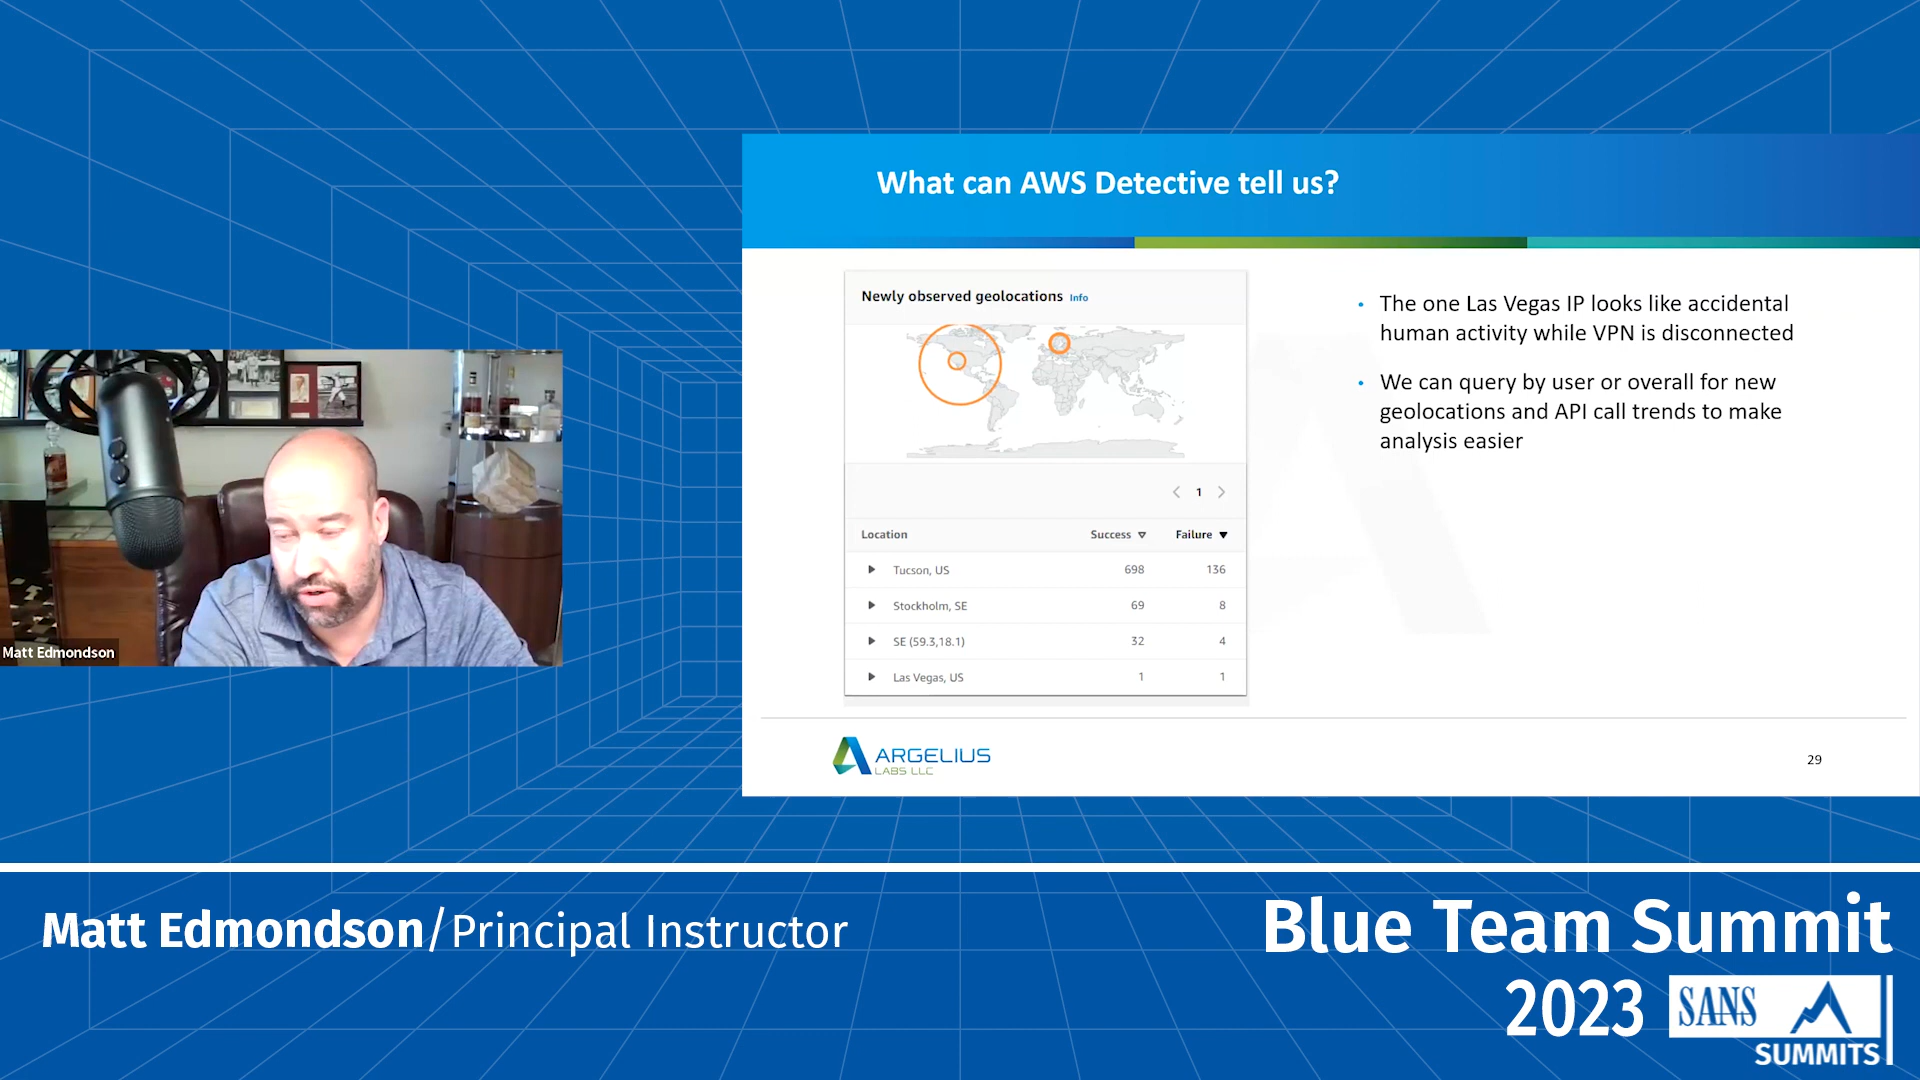 What can AWS Detective tell us?
Newly observed geolocations Info
1
Location Success Failure
Tucson, US 698 136
Stockholm, SE 69 8
SE (59.3,18.1) 32 4
Las Vegas, US 1 1
• The one Las Vegas IP looks like accidental
human activity while VPN is disconnected
• We can query by user or overall for new
geolocations and API call trends to make
analysis easier
ARGELIUS
LABS LLC
29
Matt Edmondson
Matt Edmondson/Principal Instructor
Blue Team Summit
2023
SANS
SUMMITS